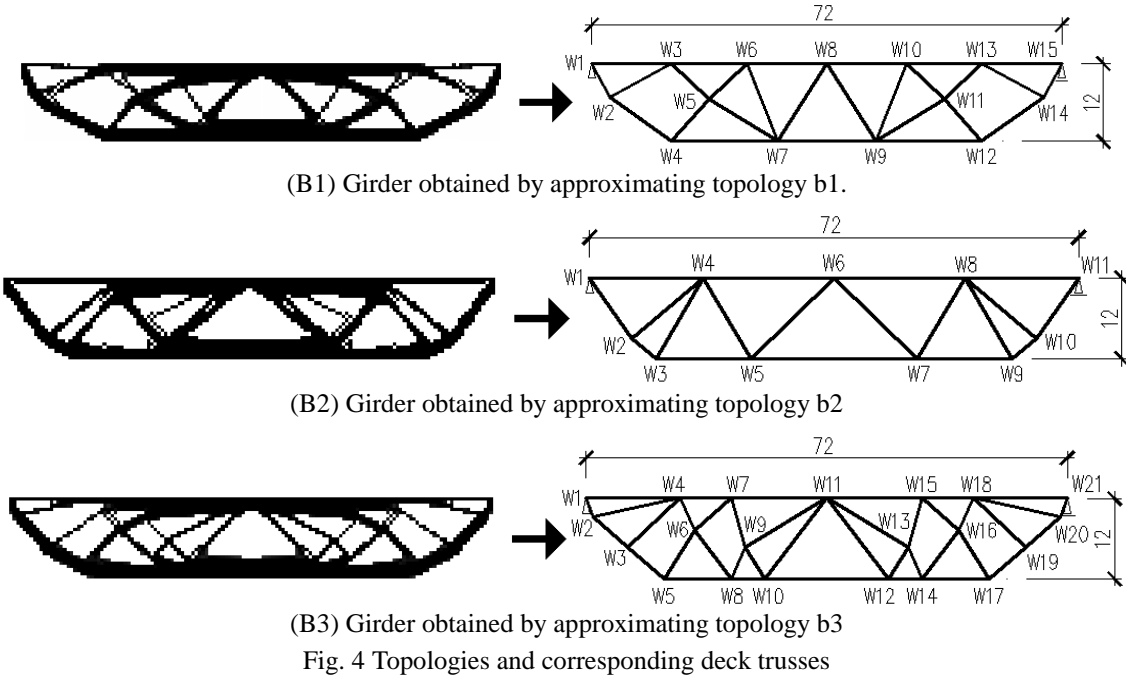 72
W1 W3 W6 W8 W10 W13 W15
W2 W5 W11 W14 12
W4 W7 W9 W12
(B1) Girder obtained by approximating topology b1.
72
W1 W4 W6 W8 W11
W2 W10 12
W3 W5 W7 W9
(B2) Girder obtained by approximating topology b2
72
W1 W4 W7 W11 W15 W18 W21
W2 W6 W9 W13 W16 W20 12
W3 W19
W5 W8 W10 W12 W14 W17
(B3) Girder obtained by approximating topology b3
Fig. 4 Topologies and corresponding deck trusses